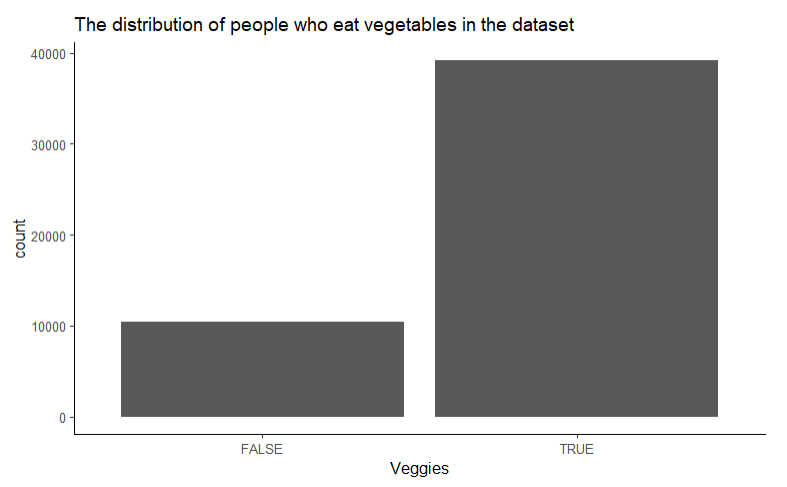 The distribution of people who eat vegetables in the dataset
40000
30000
20000
10000
0
count
FALSE TRUE
Veggies